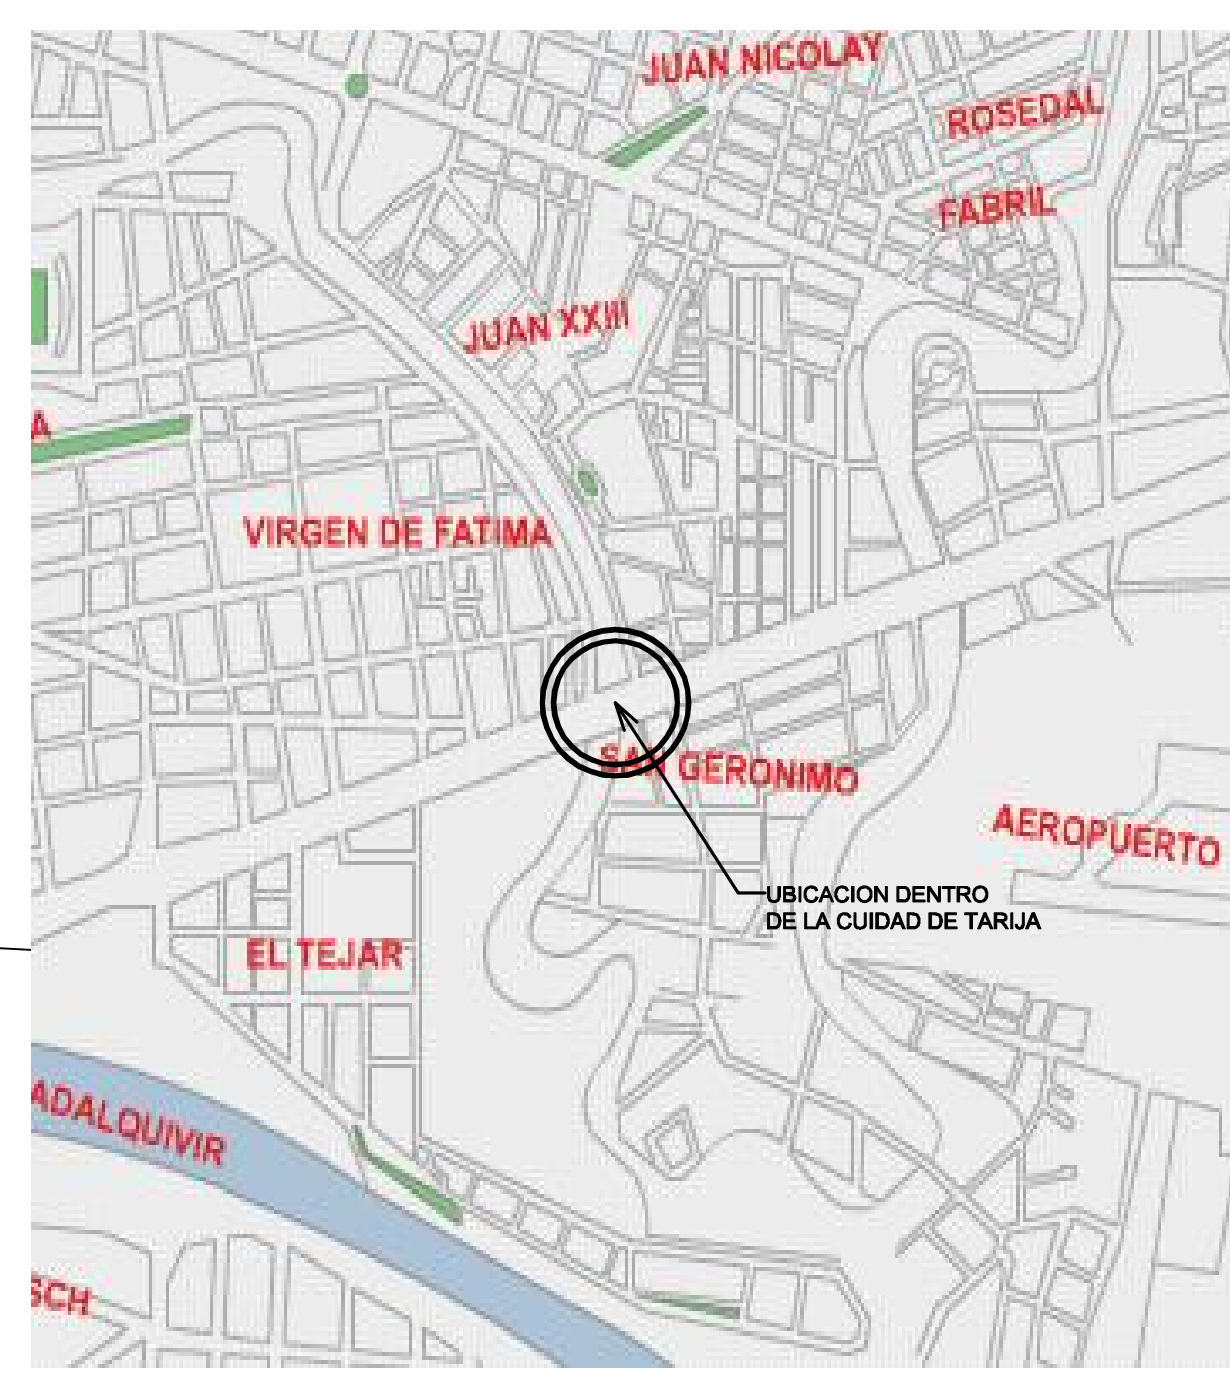 JUAN NICOLAY
ROSEDAL
FABRIL
JUAN XXIII
A
VIRGEN DE FATIMA
SAN GERONIMO
AEROPUERTO
UBICACION DENTRO
DE LA CUIDAD DE TARIJA
EL TEJAR
ADALQUIVIR
SCH